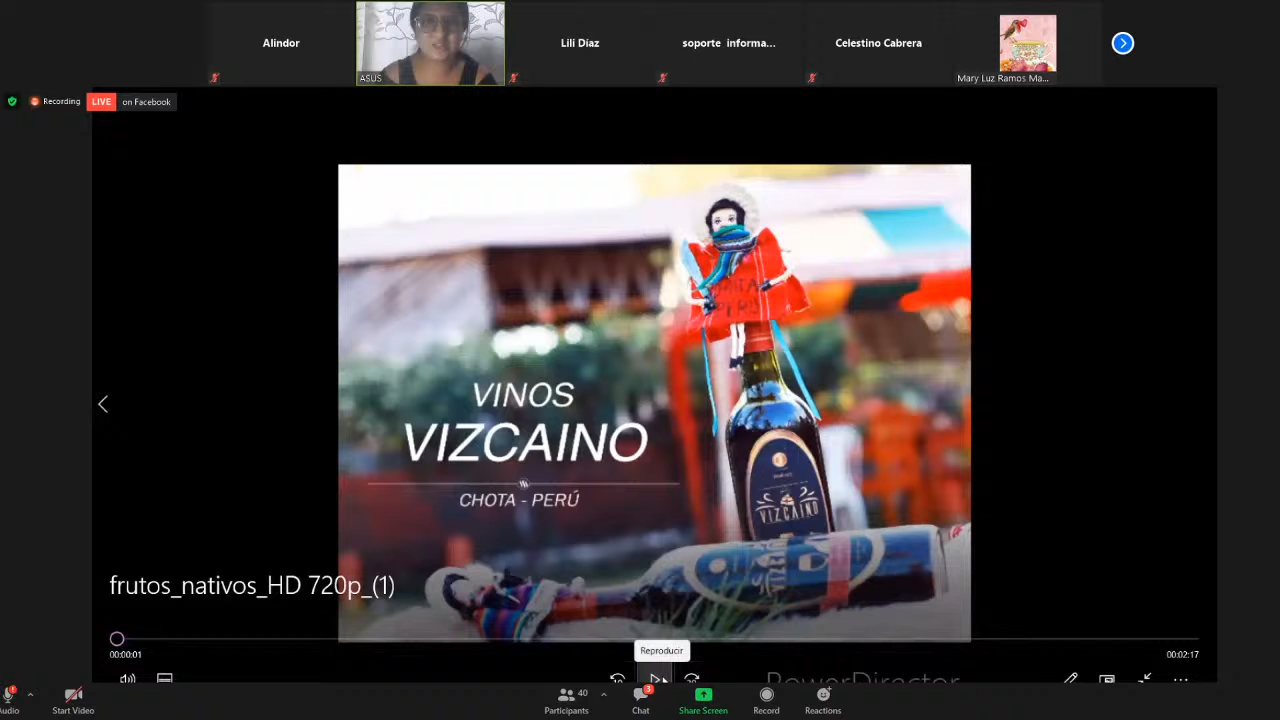 Alindor
ASUS
Lili Díaz
soporte informa...
Celestino Cabrera
Mary Luz Ramos Ma...
Recording
LIVE
on Facebook
VINOS
VIZCAINO
CHOTA - PERÚ
VIZCAINO
frutos_nativos_HD 720p_(1)
00:00:01
Reproducir
00:02:17
PowerDirector
Audio
Start Video
Participants
40
Chat
3
Share Screen
Record
Reactions